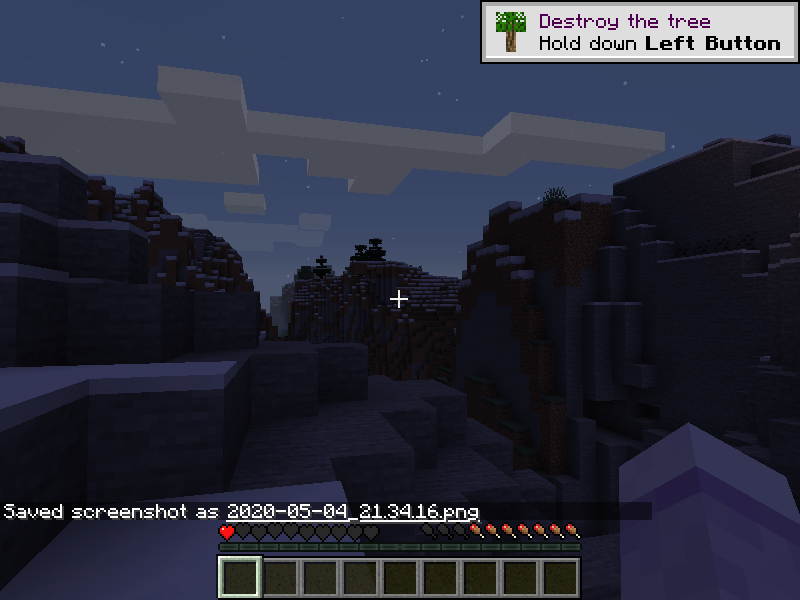 Destroy the tree
Hold down Left Button
Saved screenshot as 2020-05-04_21.34.16.png